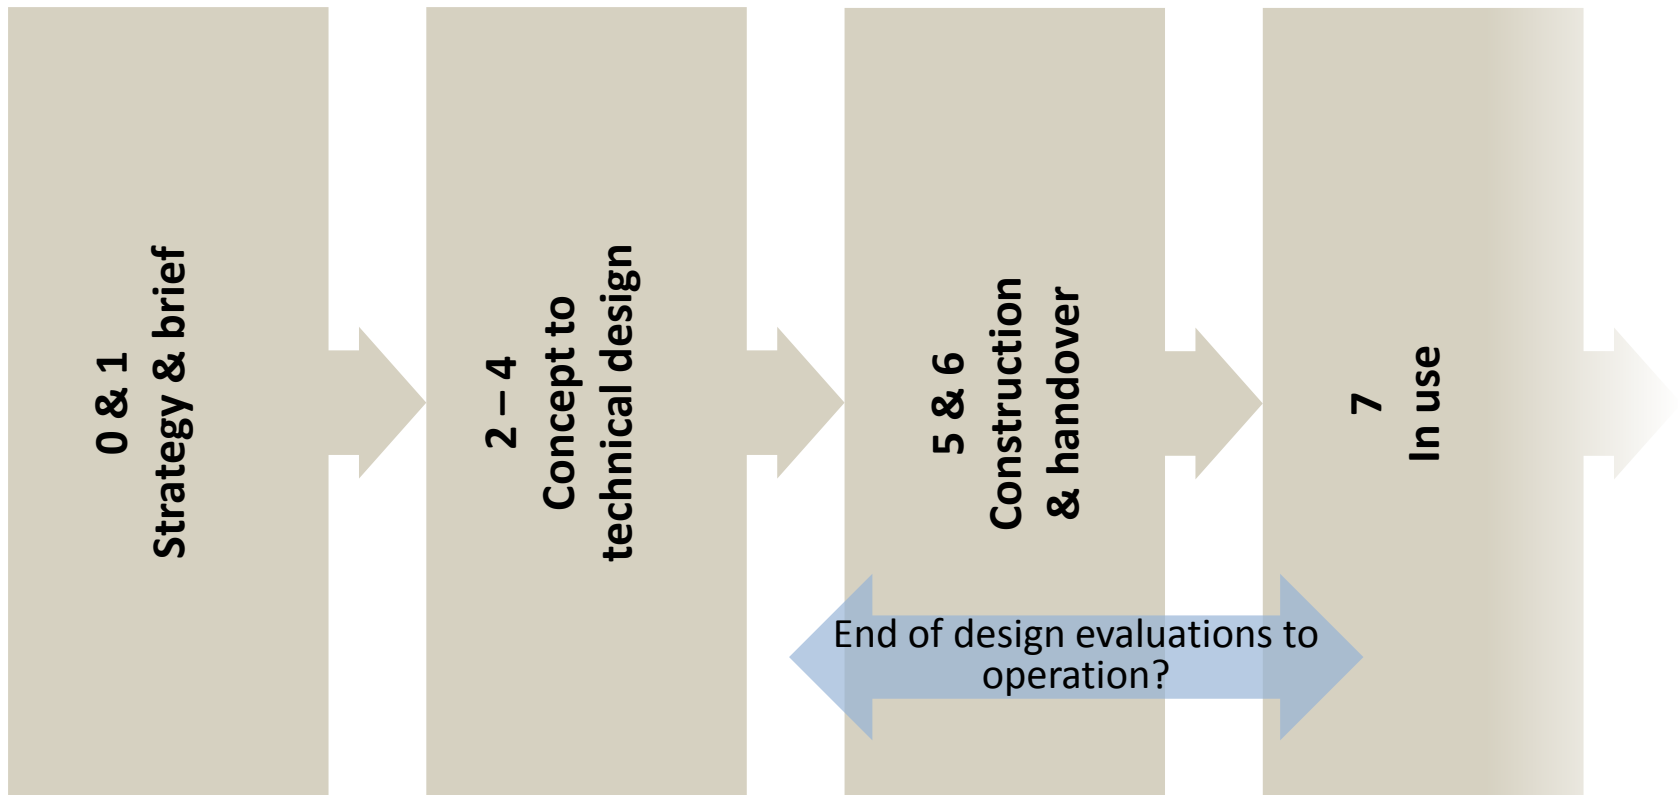 0 & 1
Strategy & brief
2 – 4
Concept to
technical design
5 & 6
Construction
& handover
7
In use
End of design evaluations to
operation?